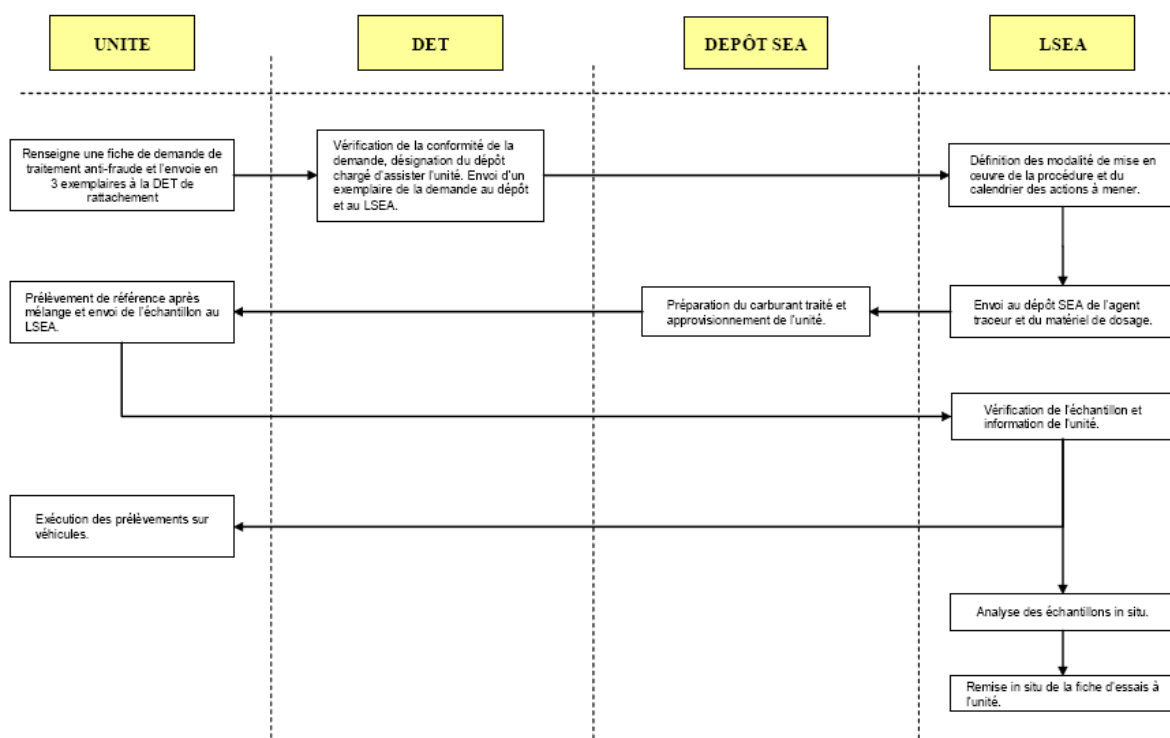 UNITE
DET
DEPÔT SEA
LSEA
Renseigne une fiche de demande de
traitement anti-fraude et l'envoie en
3 exemplaires à la DET de
rattachement
Vérification de la conformité de la
demande, désignation du dépôt
chargé d'assister l'unité. Envoi d'un
exemplaire de la demande au dépôt
et au LSEA.
Définition des modalité de mise en
œuvre de la procédure et du
calendrier des actions à mener.
Prélèvement de référence après
mélange et envoi de l'échantillon au
LSEA.
Préparation du carburant traité et
approvisionnement de l'unité.
Envoi au dépôt SEA de l'agent
traceur et du matériel de dosage.
Vérification de l'échantillon et
information de l'unité.
Exécution des prélèvements sur
véhicules.
Analyse des échantillons in situ.
Remise in situ de la fiche d'essais à
l'unité.